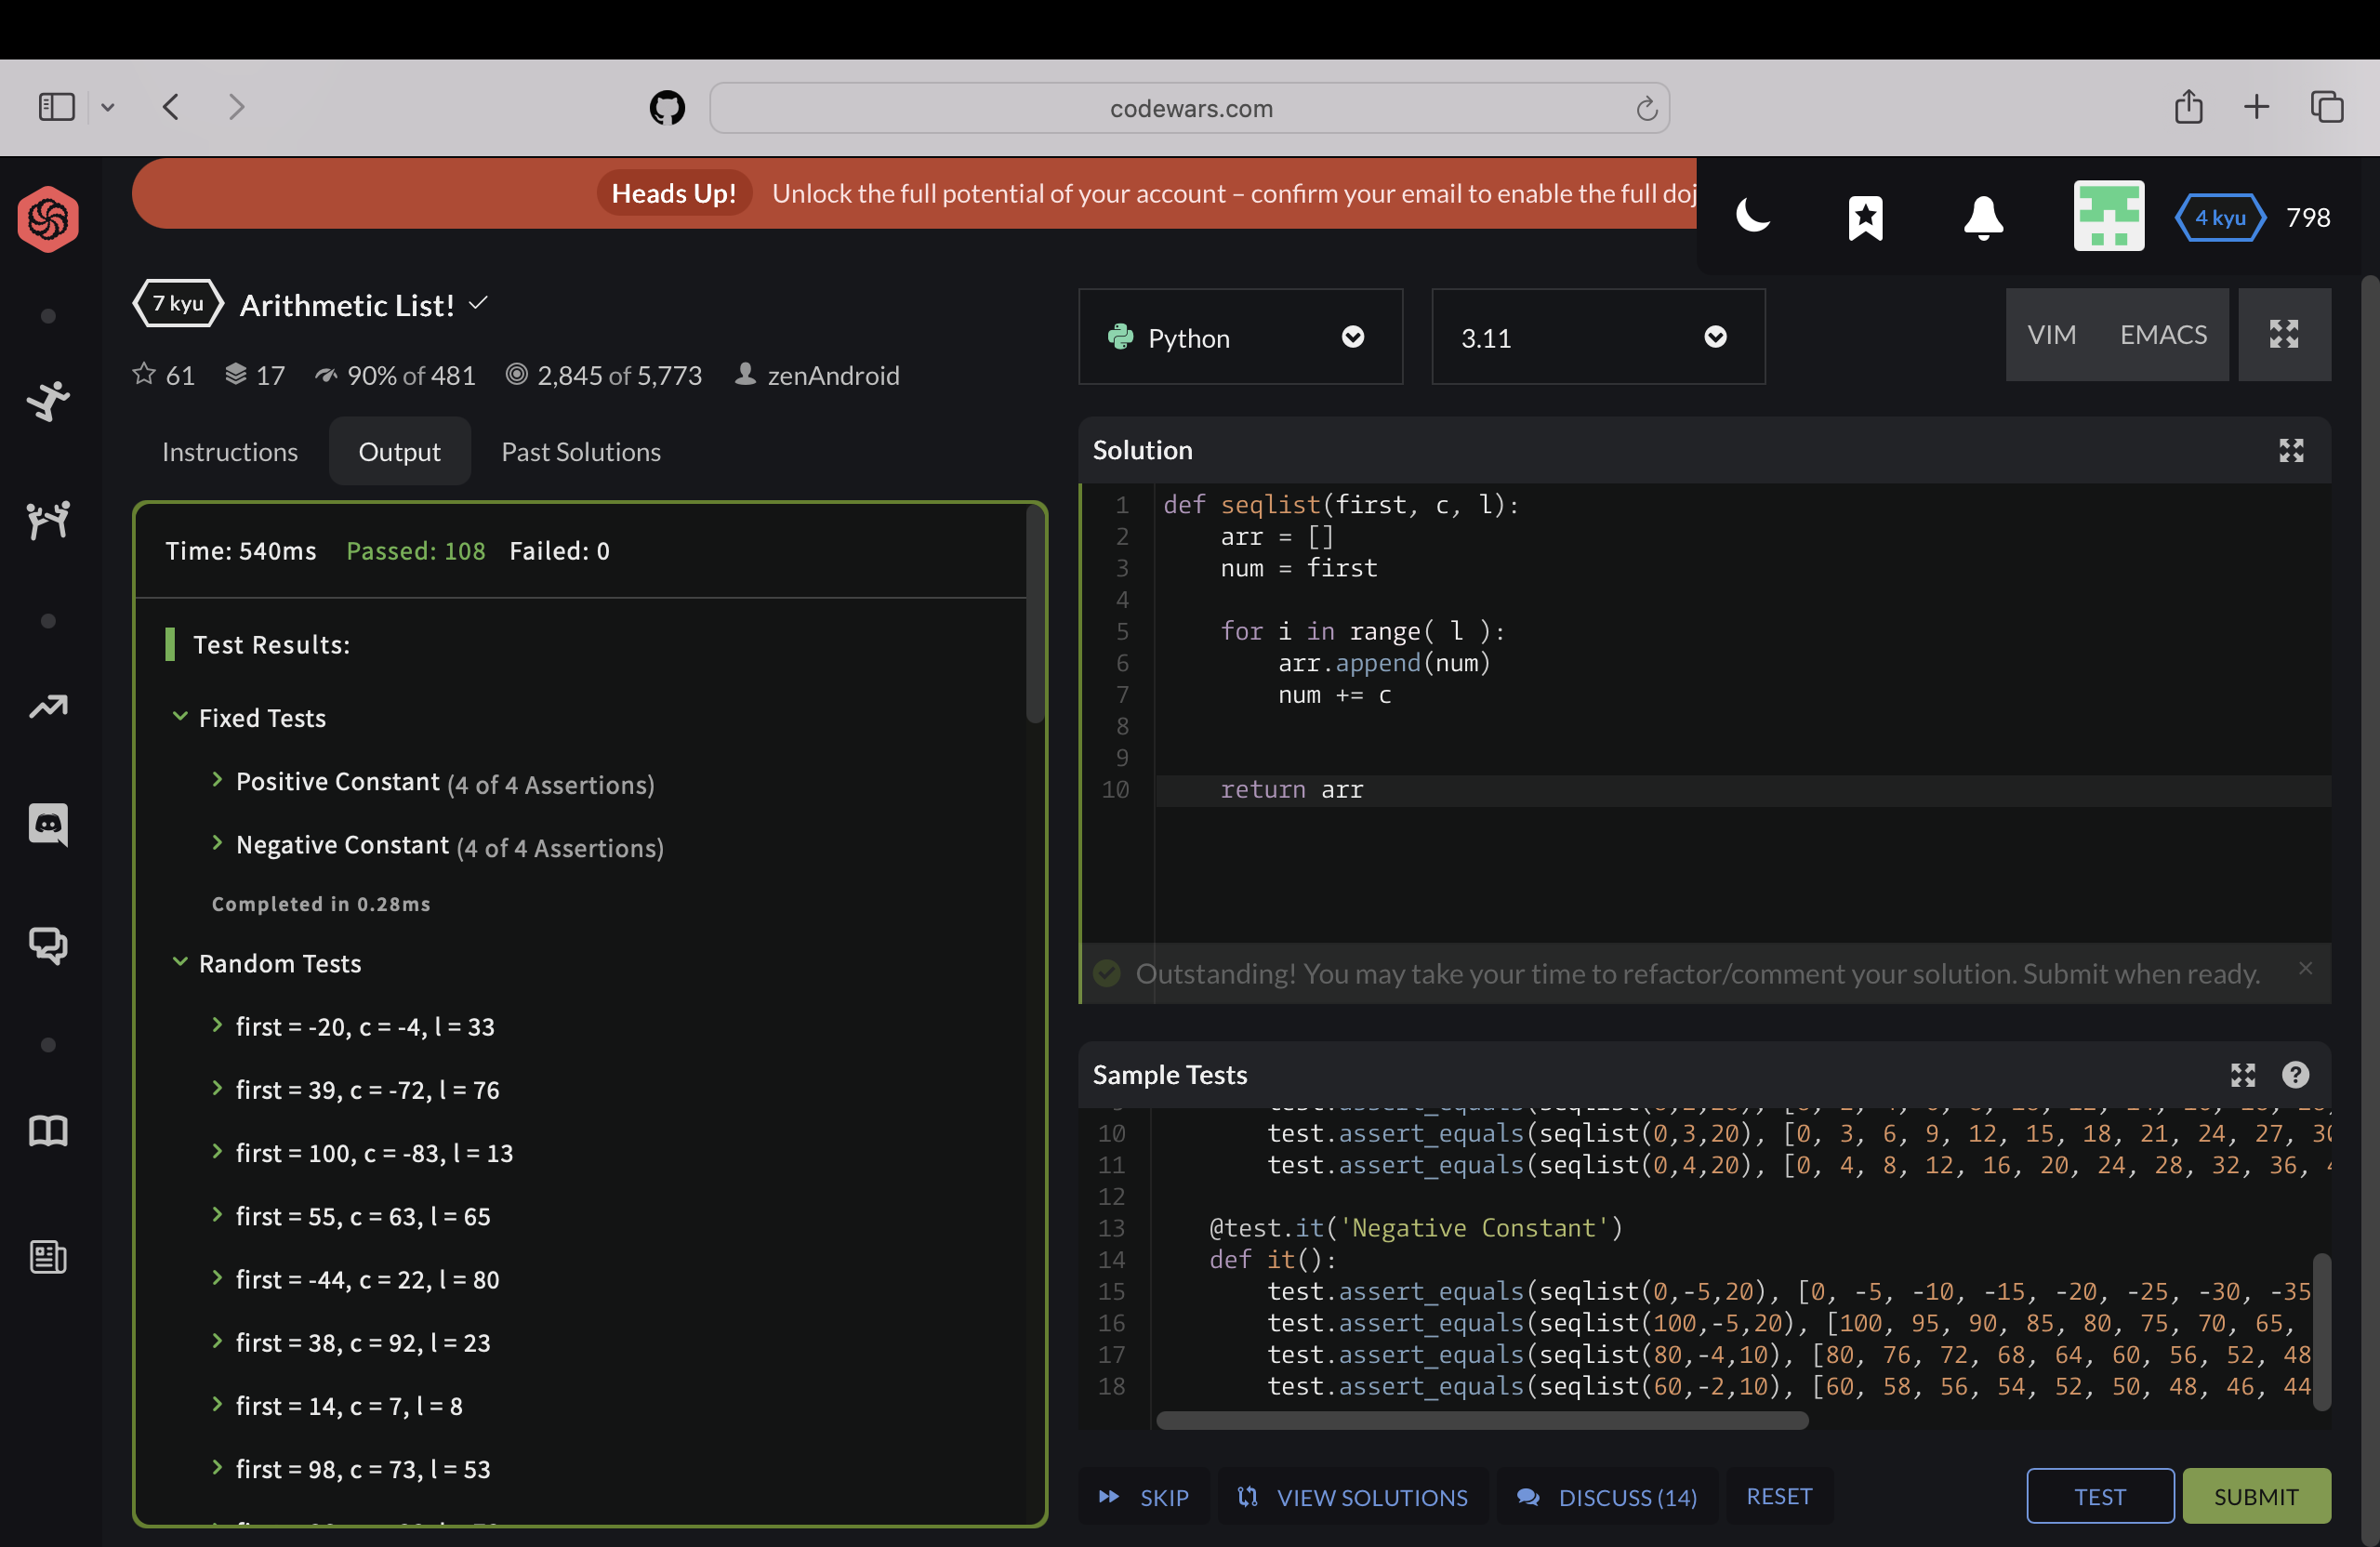 codewars.com
Heads Up! Unlock the full potential of your account – confirm your email to enable the full doj
4 kyu 798
7 kyu Arithmetic List!
61 17 90% of 481 2,845 of 5,773 zenAndroid
Instructions Output Past Solutions
Time: 540ms Passed: 108 Failed: 0
Test Results:
Fixed Tests
Positive Constant (4 of 4 Assertions)
Negative Constant (4 of 4 Assertions)
Completed in 0.28ms
Random Tests
first = -20, c = -4, l = 33
first = 39, c = -72, l = 76
first = 100, c = -83, l = 13
first = 55, c = 63, l = 65
first = -44, c = 22, l = 80
first = 38, c = 92, l = 23
first = 14, c = 7, l = 8
first = 98, c = 73, l = 53
Python 3.11 VIM EMACS
Solution
1 def seqlist(first, c, l):
2     arr = []
3     num = first
4
5     for i in range( l ):
6         arr.append(num)
7         num += c
8
9
10     return arr
Outstanding! You may take your time to refactor/comment your solution. Submit when ready.
Sample Tests
10         test.assert_equals(seqlist(0,3,20), [0, 3, 6, 9, 12, 15, 18, 21, 24, 27, 30
11         test.assert_equals(seqlist(0,4,20), [0, 4, 8, 12, 16, 20, 24, 28, 32, 36,
12
13     @test.it('Negative Constant')
14     def it():
15         test.assert_equals(seqlist(0,-5,20), [0, -5, -10, -15, -20, -25, -30, -35
16         test.assert_equals(seqlist(100,-5,20), [100, 95, 90, 85, 80, 75, 70, 65,
17         test.assert_equals(seqlist(80,-4,10), [80, 76, 72, 68, 64, 60, 56, 52, 48
18         test.assert_equals(seqlist(60,-2,10), [60, 58, 56, 54, 52, 50, 48, 46, 44
SKIP VIEW SOLUTIONS DISCUSS (14) RESET TEST SUBMIT